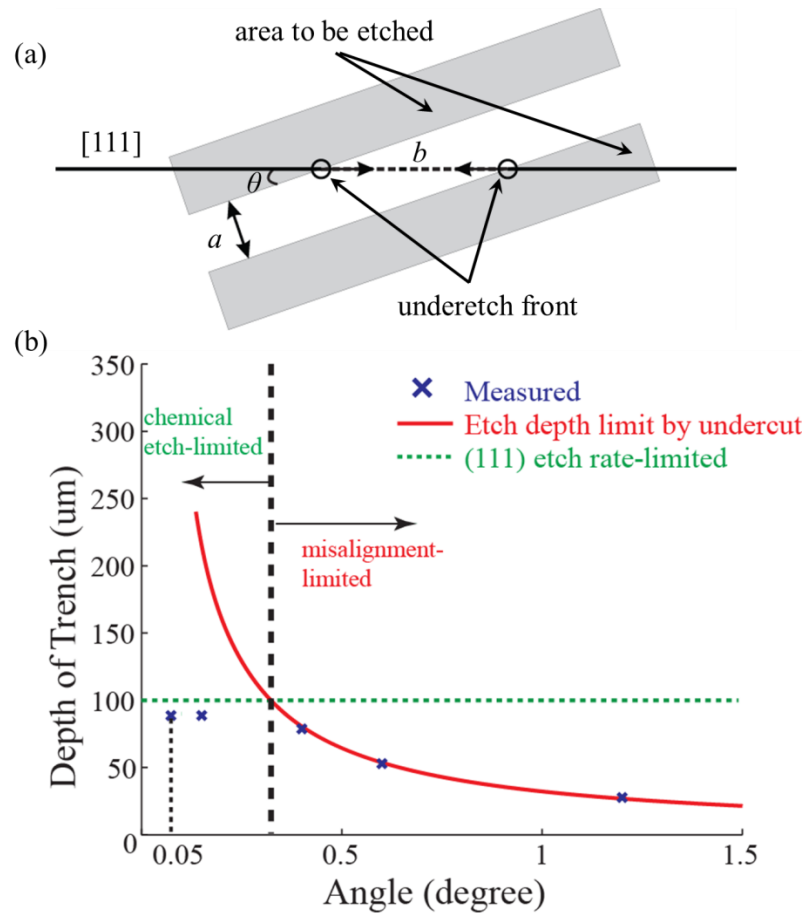 (a)
area to be etched
[111]
b
θ
a
underetch front
(b)
350
300
250
200
150
100
50
0
Depth of Trench (um)
chemical
etch-limited
Measured
Etch depth limit by undercut
(111) etch rate-limited
misalignment-
limited
0.05
0.5
1
1.5
Angle (degree)